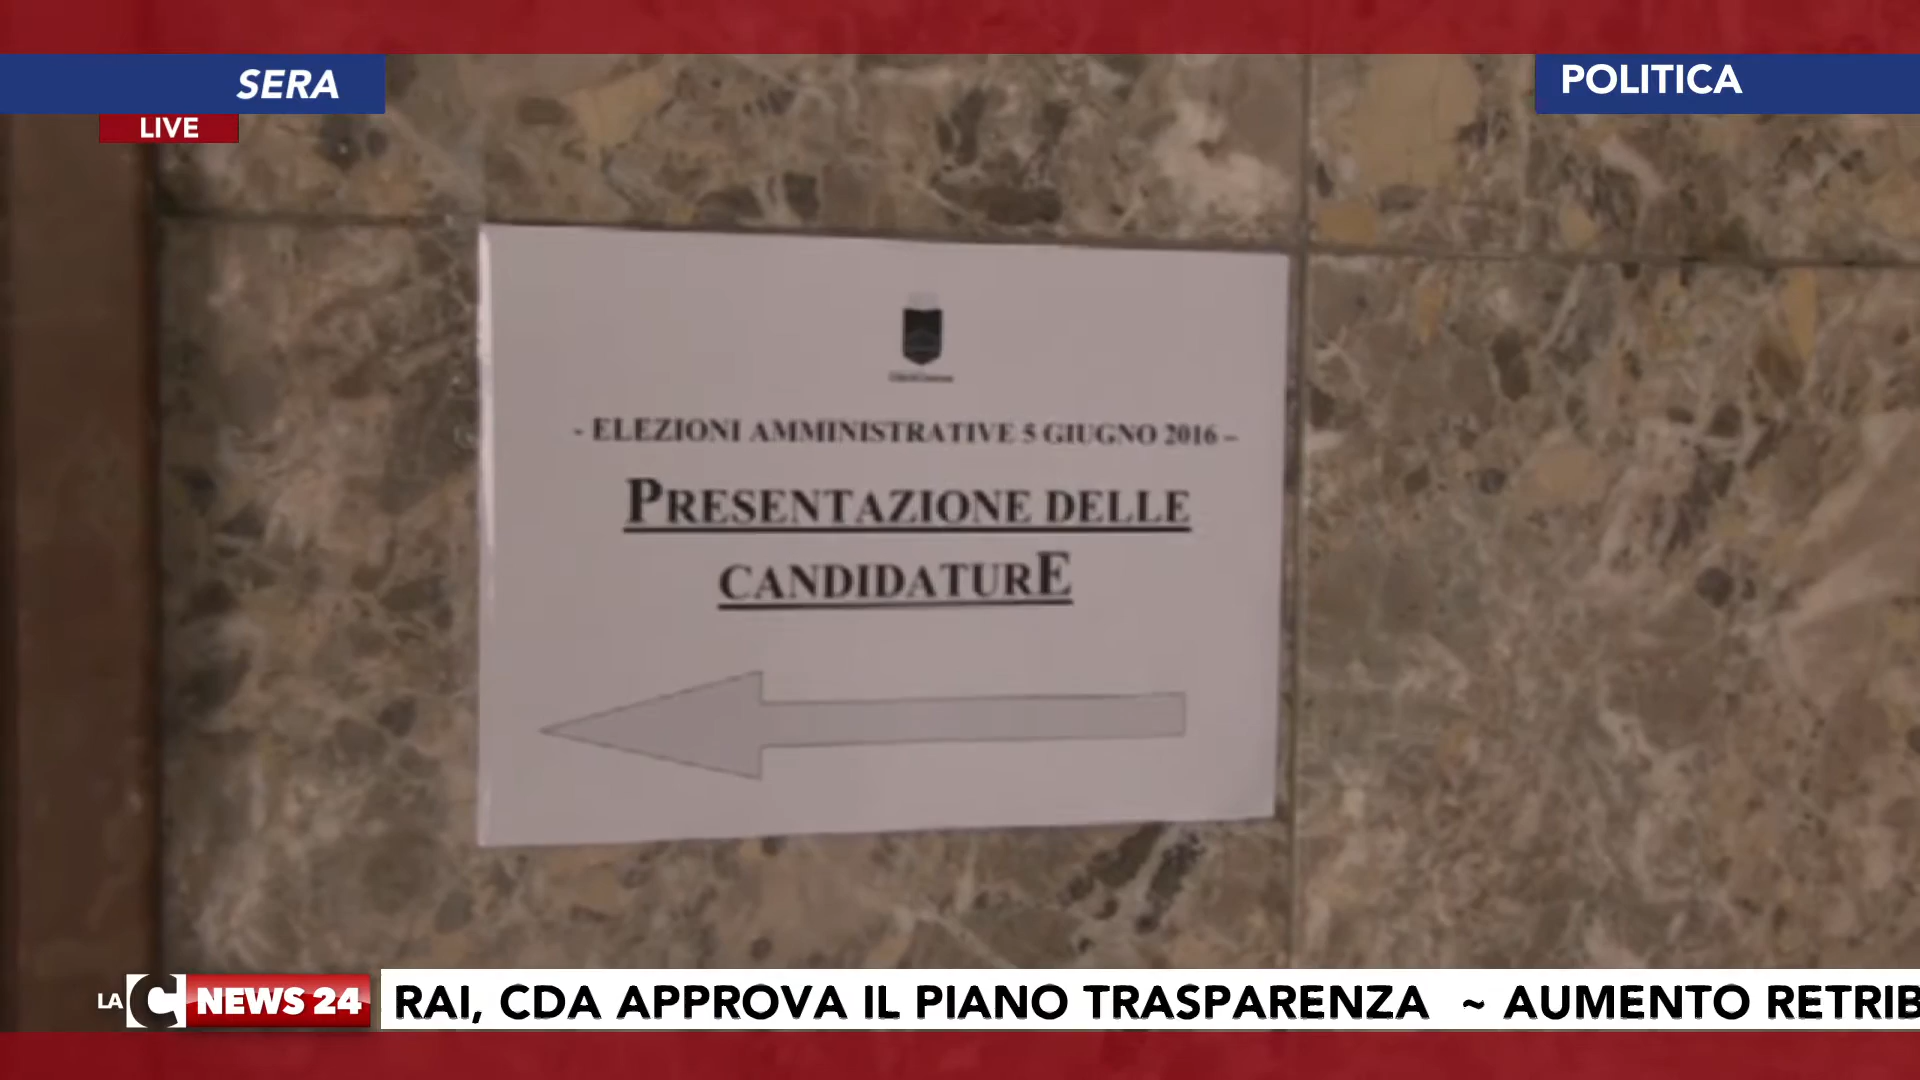 SERA
POLITICA
LIVE
- ELEZIONI AMMINISTRATIVE 5 GIUGNO 2016 –
PRESENTAZIONE DELLE
CANDIDATURE
LA C NEWS 24
RAI, CDA APPROVA IL PIANO TRASPARENZA ~ AUMENTO RETRIB